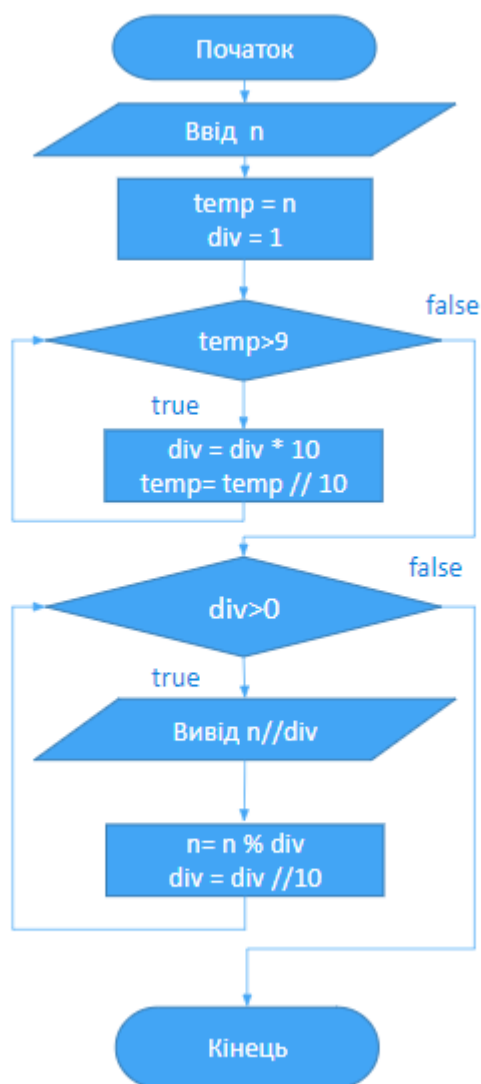 Початок
Ввід n
temp = n
div = 1
false
temp>9
true
div = div * 10
temp= temp // 10
false
div>0
true
Вивід n//div
n= n % div
div = div //10
Кінець